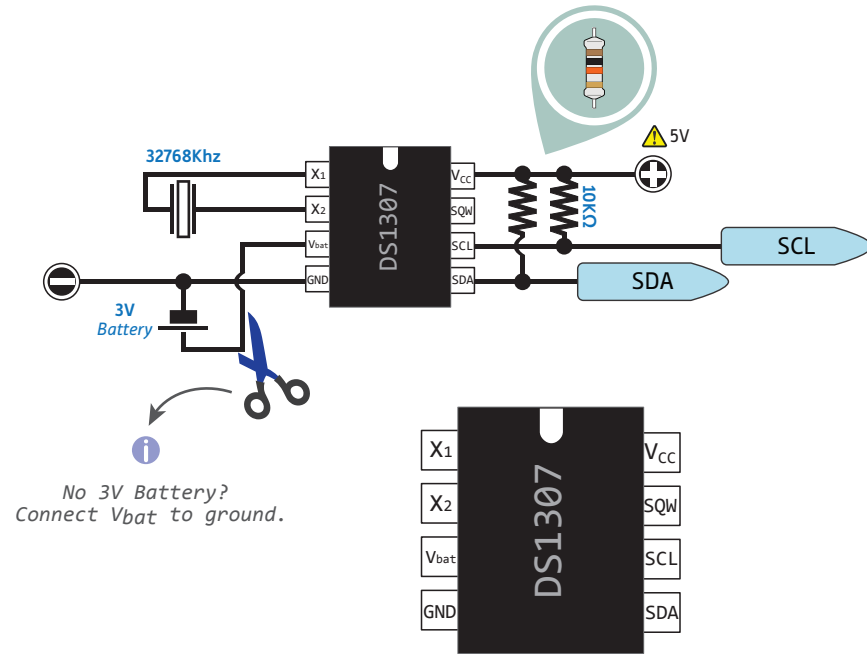 5V
32768Khz
X1
X2
Vbat
GND
DS1307
VCC
SQW
SCL
SDA
10KΩ
SCL
SDA
3V
Battery
No 3V Battery?
Connect Vbat to ground.
X1
X2
Vbat
GND
DS1307
VCC
SQW
SCL
SDA